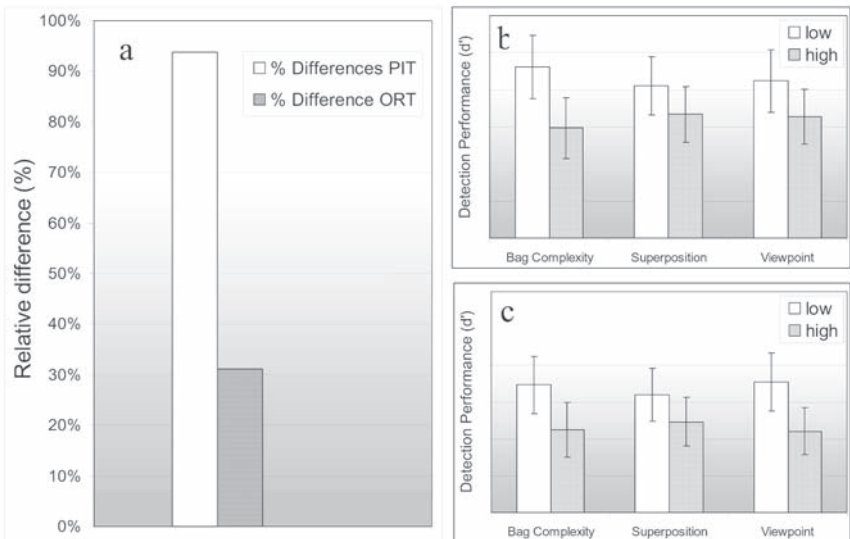 a
Relative difference (%)
100%
90%
80%
70%
60%
50%
40%
30%
20%
10%
0%
% Differences PIT
% Difference ORT
b
low
high
Detection Performance (d')
Bag Complexity
Superposition
Viewpoint
c
low
high
Detection Performance (d')
Bag Complexity
Superposition
Viewpoint